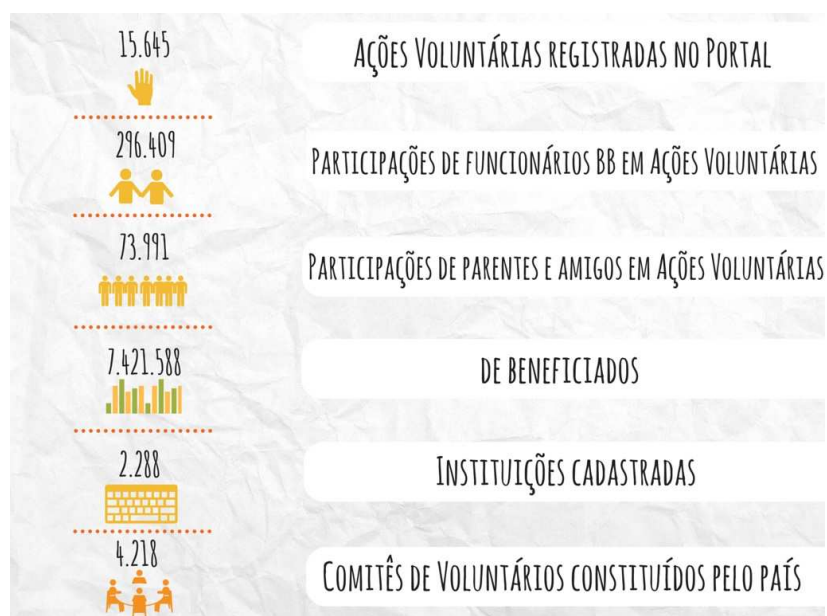 15.645
Ações Voluntárias registradas no Portal
296.409
Participações de funcionários BB em Ações Voluntárias
73.991
Participações de parentes e amigos em Ações Voluntárias
7.421.588
de beneficiados
2.288
Instituições cadastradas
4.218
Comitês de Voluntários constituídos pelo país